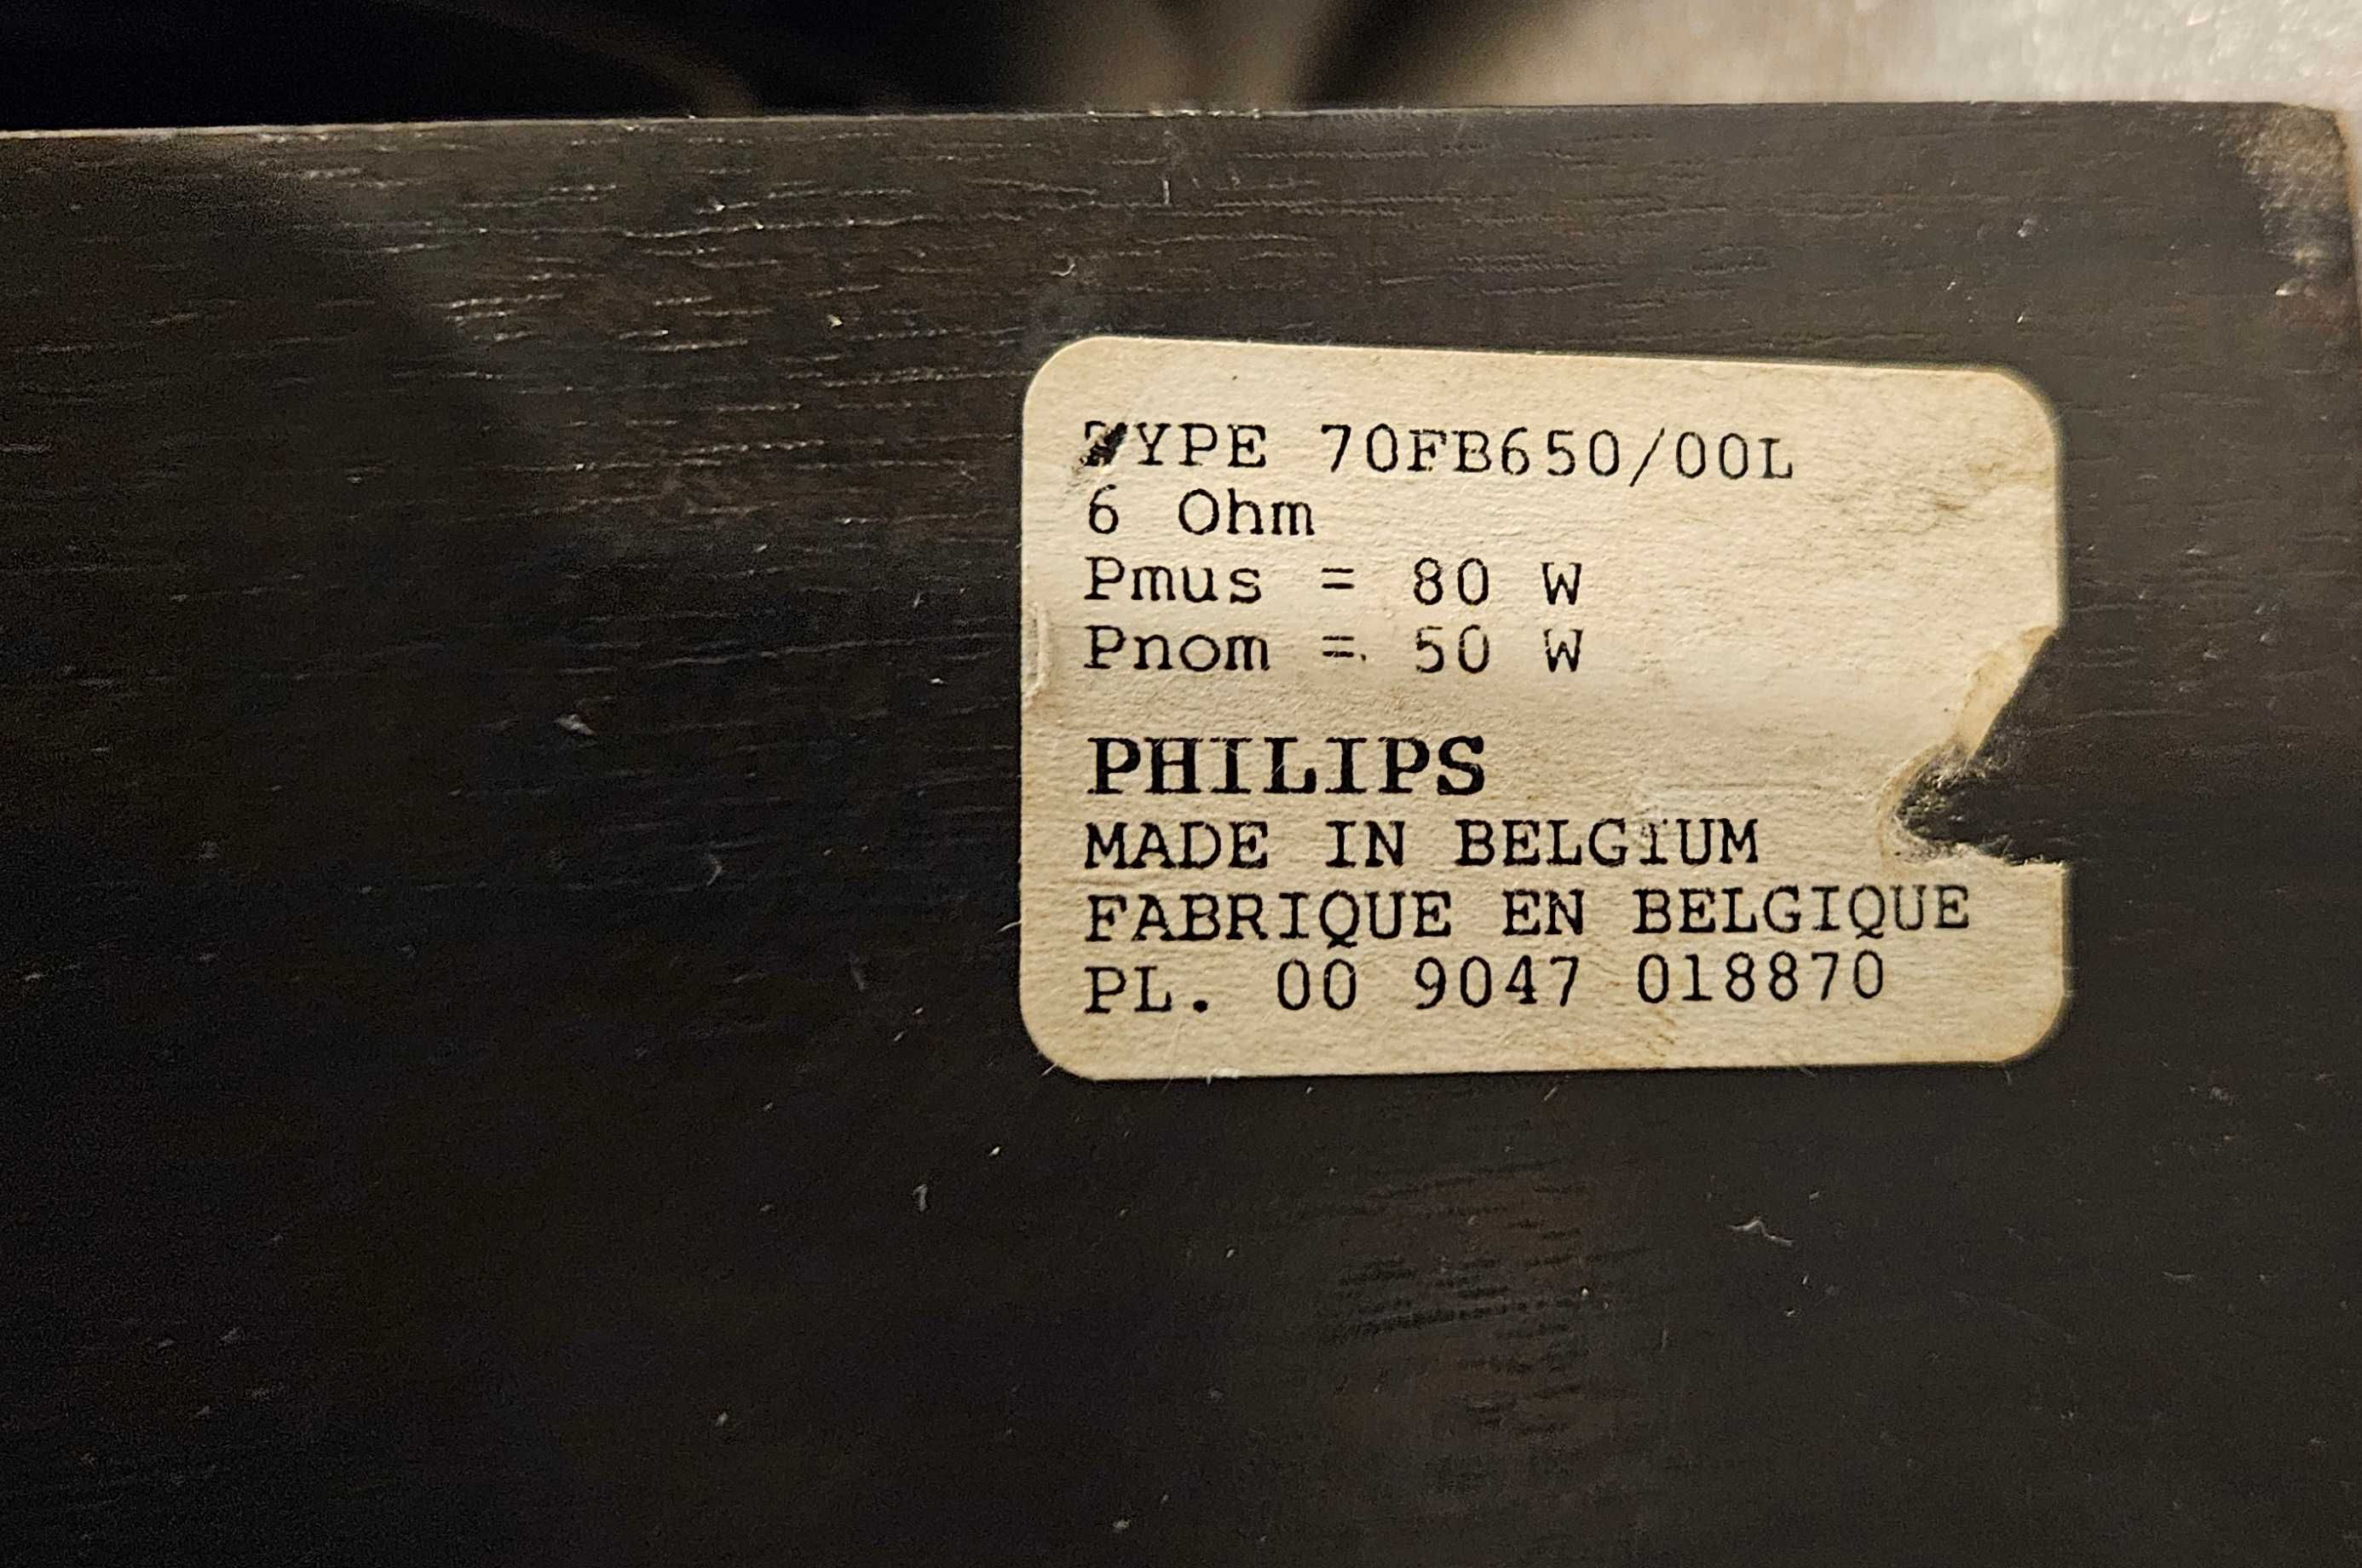 TYPE 70FB650/00L
6 Ohm
Pmus = 80 W
Pnom = 50 W
PHILIPS
MADE IN BELGIUM
FABRIQUE EN BELGIQUE
PL. 00 9047 018870